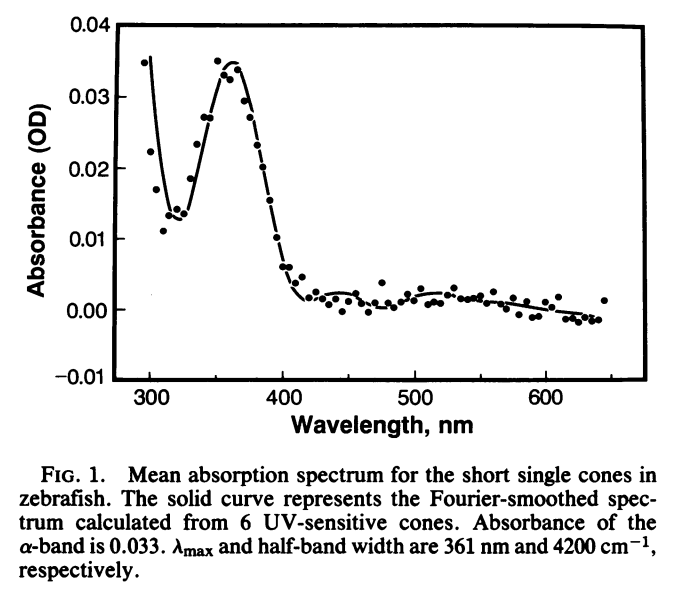 0.04
0.03
0.02
0.01
0.00
−0.01
Absorbance (OD)
300
400
500
600
Wavelength, nm
FIG. 1. Mean absorption spectrum for the short single cones in
zebrafish. The solid curve represents the Fourier-smoothed spec-
trum calculated from 6 UV-sensitive cones. Absorbance of the
α-band is 0.033. λmax and half-band width are 361 nm and 4200 cm−1,
respectively.